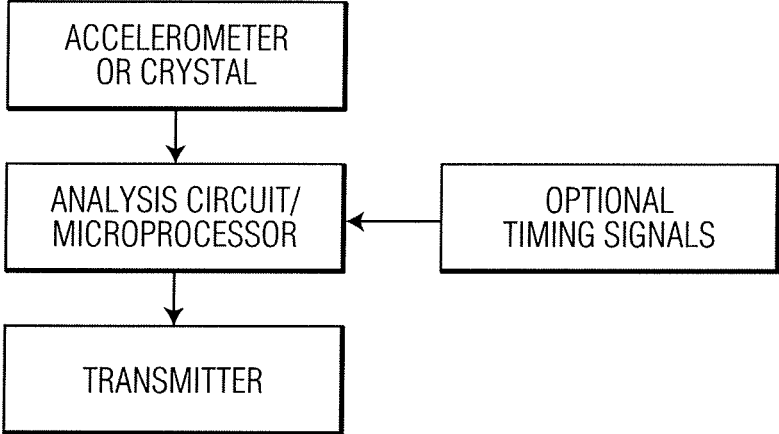 ACCELEROMETER
OR CRYSTAL
ANALYSIS CIRCUIT/
MICROPROCESSOR
OPTIONAL
TIMING SIGNALS
TRANSMITTER